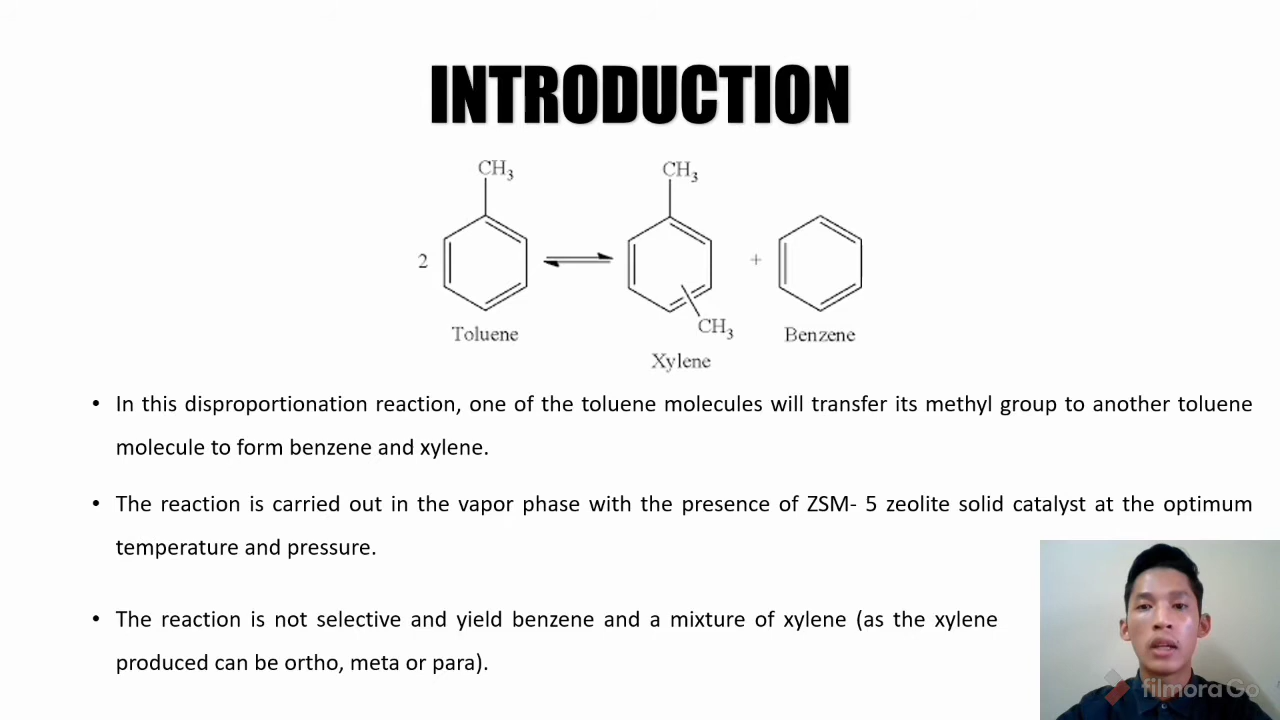 INTRODUCTION
CH3 CH3
2 +
CH3
Toluene Benzene
Xylene
• In this disproportionation reaction, one of the toluene molecules will transfer its methyl group to another toluene
molecule to form benzene and xylene.
• The reaction is carried out in the vapor phase with the presence of ZSM- 5 zeolite solid catalyst at the optimum
temperature and pressure.
• The reaction is not selective and yield benzene and a mixture of xylene (as the xylene
produced can be ortho, meta or para).
filmoraGo